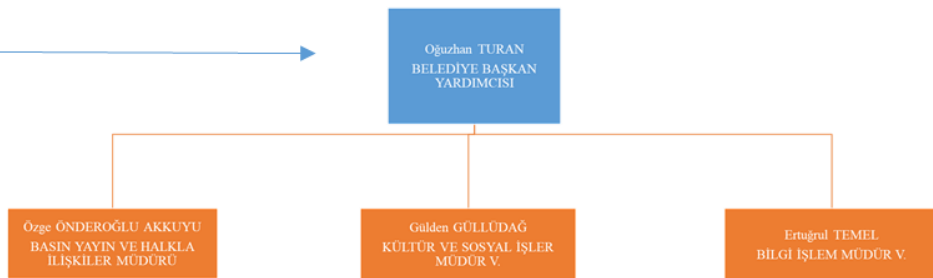 Oğuzhan TURAN
BELEDİYE BAŞKAN
YARDIMCISI
Özge ÖNDEROĞLU AKKUYU
BASIN YAYIN VE HALKLA
İLİŞKİLER MÜDÜRÜ
Gülden GÜLLÜDAĞ
KÜLTÜR VE SOSYAL İŞLER
MÜDÜR V.
Ertuğrul TEMEL
BİLGİ İŞLEM MÜDÜR V.